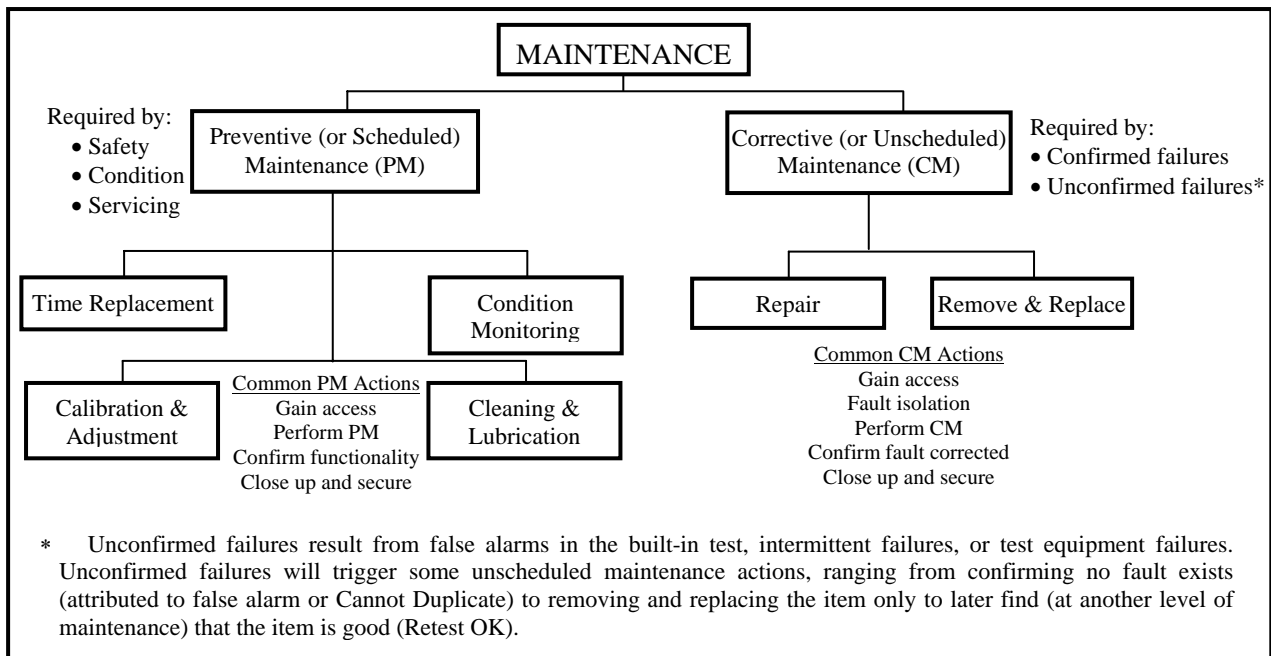 MAINTENANCE
Required by:
• Safety
• Condition
• Servicing
Preventive (or Scheduled)
Maintenance (PM)
Corrective (or Unscheduled)
Maintenance (CM)
Required by:
• Confirmed failures
• Unconfirmed failures*
Time Replacement
Condition
Monitoring
Calibration &
Adjustment
Common PM Actions
Gain access
Perform PM
Confirm functionality
Close up and secure
Cleaning &
Lubrication
Repair
Remove & Replace
Common CM Actions
Gain access
Fault isolation
Perform CM
Confirm fault corrected
Close up and secure
* Unconfirmed failures result from false alarms in the built-in test, intermittent failures, or test equipment failures.
Unconfirmed failures will trigger some unscheduled maintenance actions, ranging from confirming no fault exists
(attributed to false alarm or Cannot Duplicate) to removing and replacing the item only to later find (at another level of
maintenance) that the item is good (Retest OK).